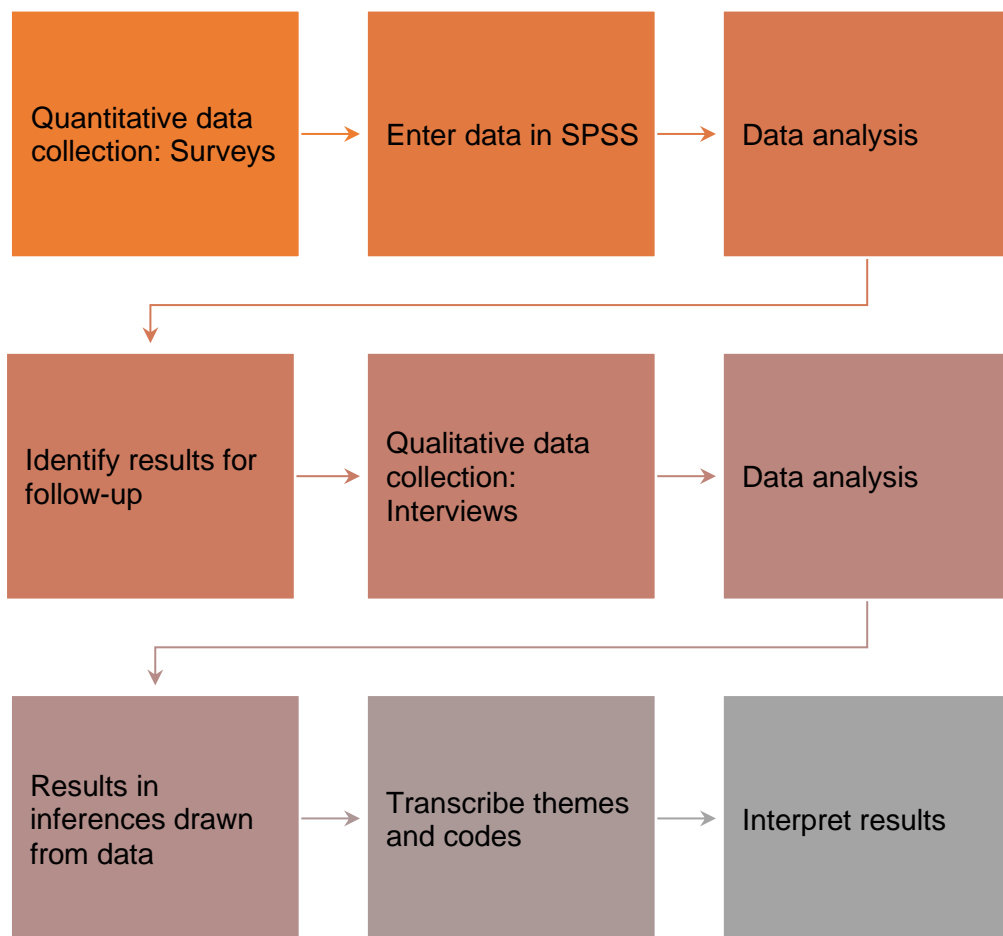 Quantitative data
collection: Surveys
Enter data in SPSS
Data analysis
Identify results for
follow-up
Qualitative data
collection:
Interviews
Data analysis
Results in
inferences drawn
from data
Transcribe themes
and codes
Interpret results